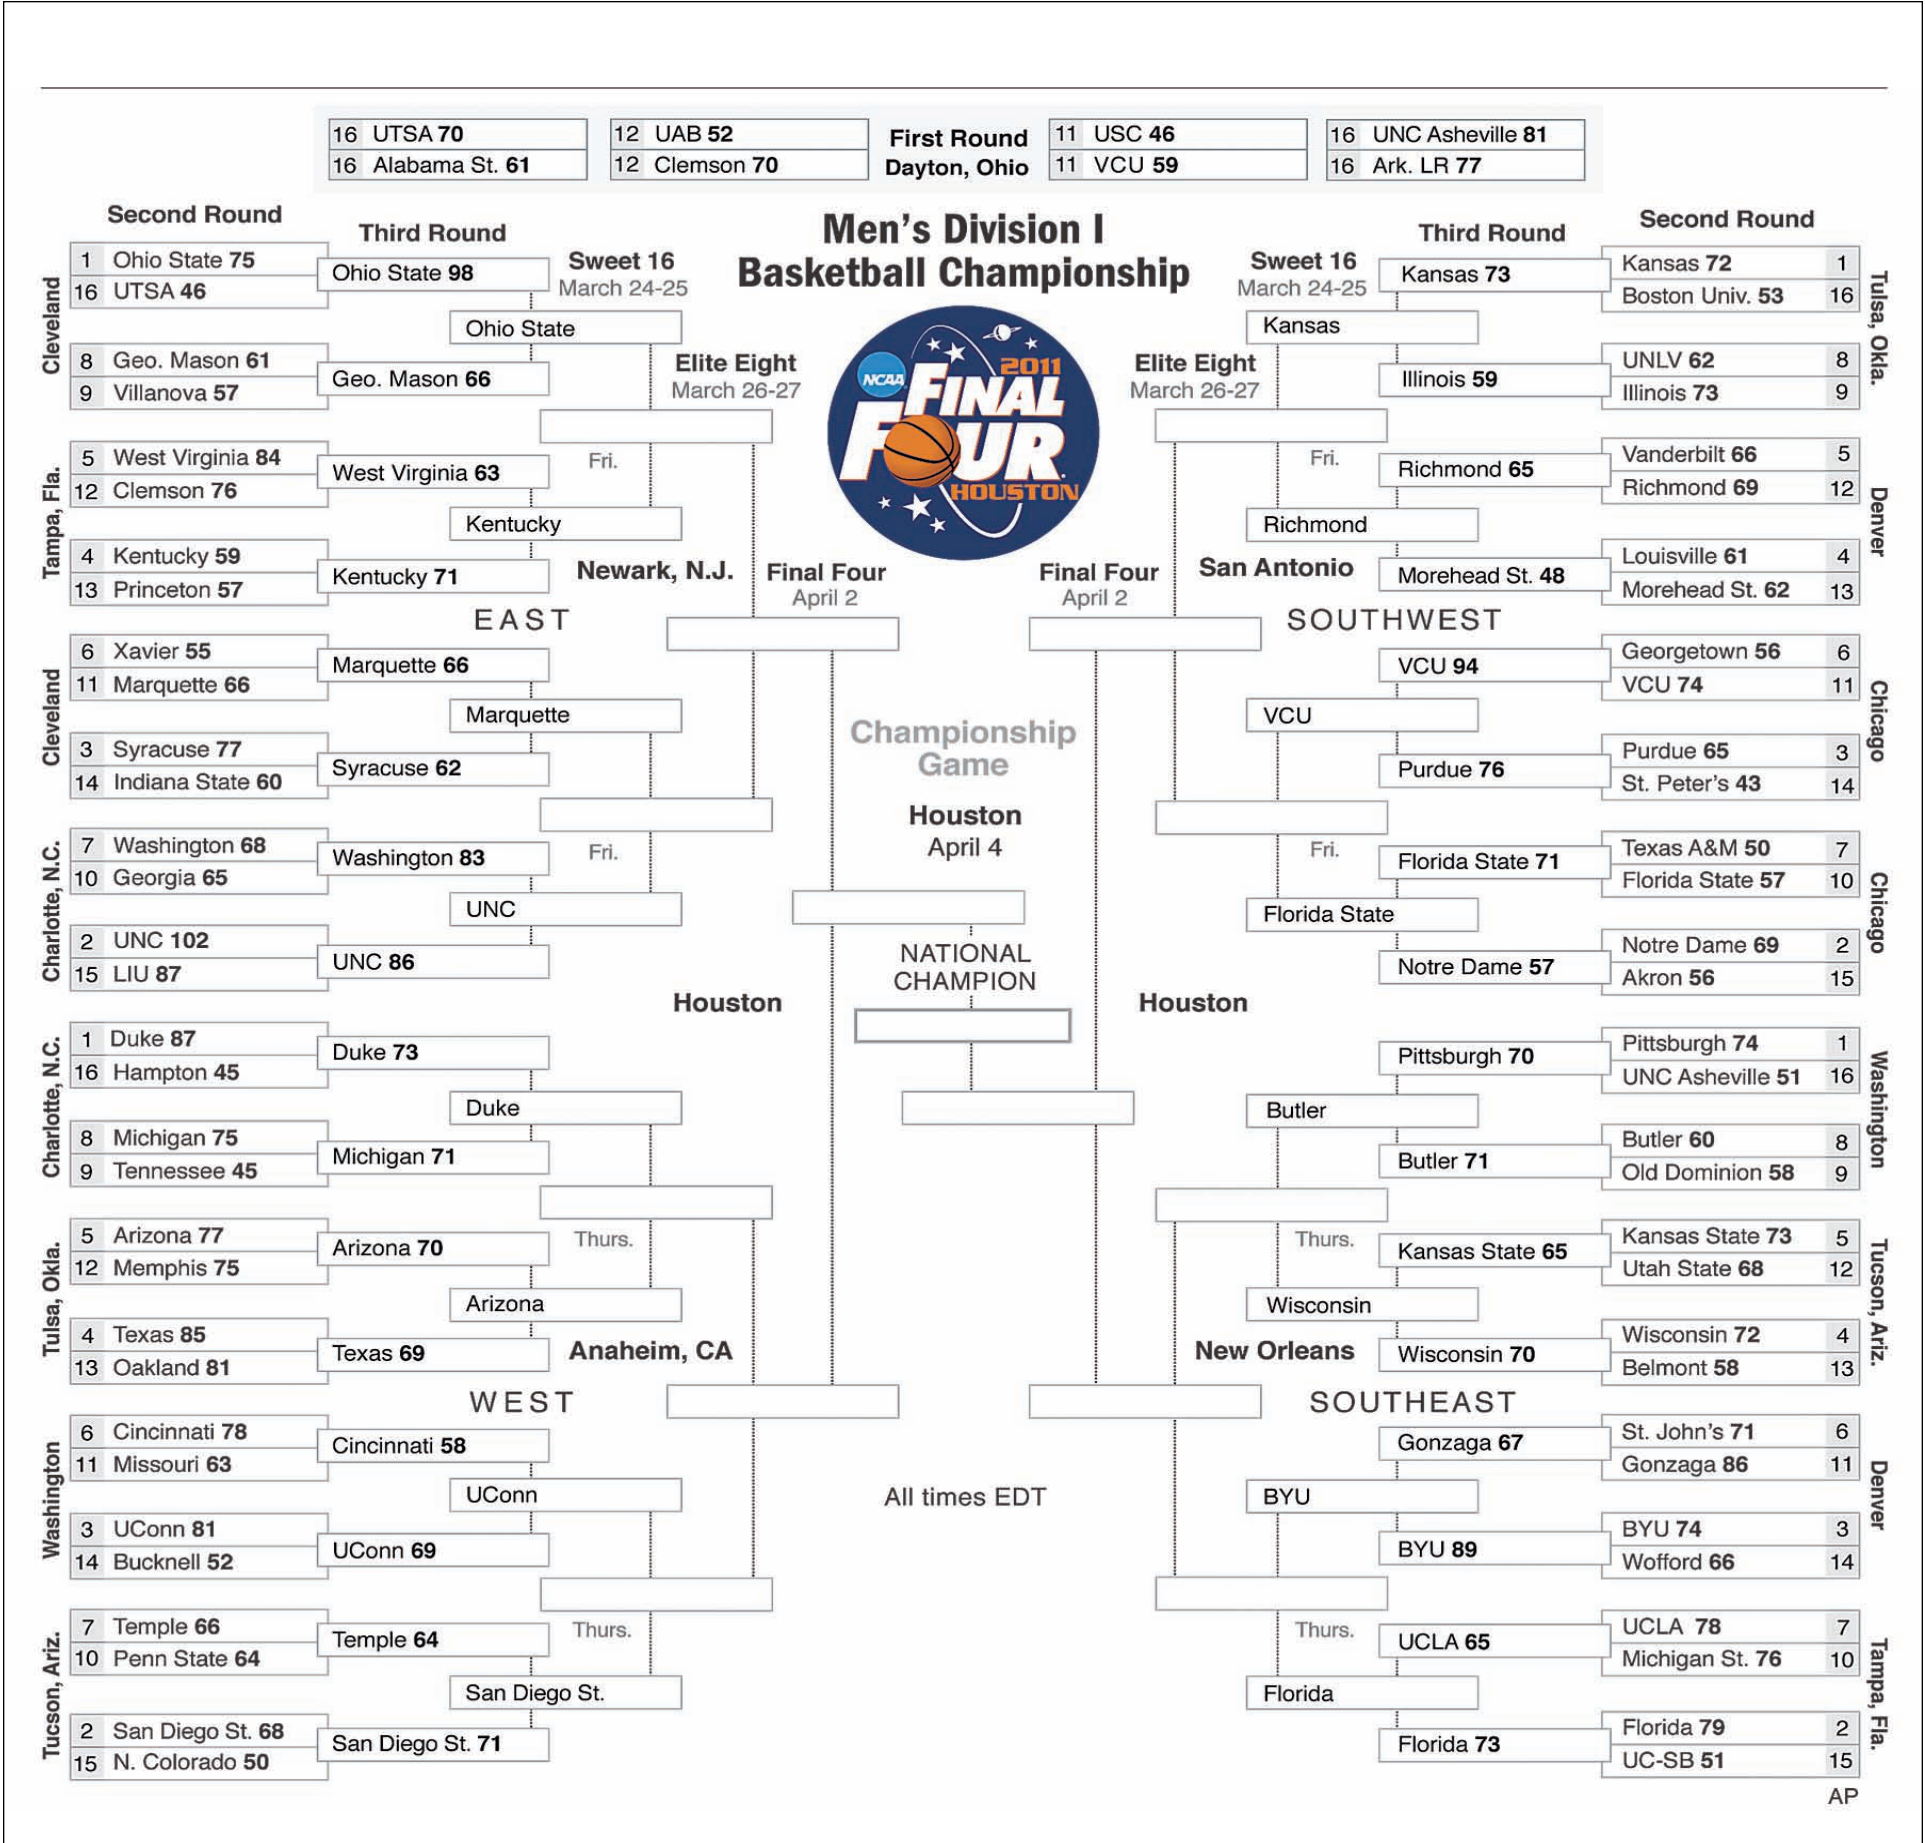 16 UTSA 70
16 Alabama St. 61
12 UAB 52
12 Clemson 70
First Round
Dayton, Ohio
11 USC 46
11 VCU 59
16 UNC Asheville 81
16 Ark. LR 77
Men's Division I
Basketball Championship
NCAA
2011
FINAL
FOUR
HOUSTON
Second Round
Third Round
Sweet 16
March 24-25
Elite Eight
March 26-27
Final Four
April 2
Cleveland
1 Ohio State 75
16 UTSA 46
8 Geo. Mason 61
9 Villanova 57
Ohio State 98
Geo. Mason 66
Ohio State
Tampa, Fla.
5 West Virginia 84
12 Clemson 76
4 Kentucky 59
13 Princeton 57
West Virginia 63
Kentucky 71
Kentucky
Fri.
Newark, N.J.
EAST
Cleveland
6 Xavier 55
11 Marquette 66
3 Syracuse 77
14 Indiana State 60
Marquette 66
Syracuse 62
Marquette
Charlotte, N.C.
7 Washington 68
10 Georgia 65
2 UNC 102
15 LIU 87
Washington 83
UNC 86
UNC
Fri.
Houston
Charlotte, N.C.
1 Duke 87
16 Hampton 45
8 Michigan 75
9 Tennessee 45
Duke 73
Michigan 71
Duke
Tulsa, Okla.
5 Arizona 77
12 Memphis 75
4 Texas 85
13 Oakland 81
Arizona 70
Texas 69
Arizona
Thurs.
Anaheim, CA
WEST
Washington
6 Cincinnati 78
11 Missouri 63
3 UConn 81
14 Bucknell 52
Cincinnati 58
UConn 69
UConn
Tucson, Ariz.
7 Temple 66
10 Penn State 64
2 San Diego St. 68
15 N. Colorado 50
Temple 64
San Diego St. 71
San Diego St.
Thurs.
Championship
Game
Houston
April 4
NATIONAL
CHAMPION
All times EDT
Second Round
Third Round
Sweet 16
March 24-25
Elite Eight
March 26-27
Final Four
April 2
Tulsa, Okla.
Kansas 72 1
Boston Univ. 53 16
UNLV 62 8
Illinois 73 9
Kansas 73
Illinois 59
Kansas
Denver
Vanderbilt 66 5
Richmond 69 12
Louisville 61 4
Morehead St. 62 13
Richmond 65
Morehead St. 48
Richmond
Fri.
San Antonio
SOUTHWEST
Chicago
Georgetown 56 6
VCU 74 11
Purdue 65 3
St. Peter's 43 14
VCU 94
Purdue 76
VCU
Chicago
Texas A&M 50 7
Florida State 57 10
Notre Dame 69 2
Akron 56 15
Florida State 71
Notre Dame 57
Florida State
Fri.
Houston
Washington
Pittsburgh 74 1
UNC Asheville 51 16
Butler 60 8
Old Dominion 58 9
Pittsburgh 70
Butler 71
Butler
Tucson, Ariz.
Kansas State 73 5
Utah State 68 12
Wisconsin 72 4
Belmont 58 13
Kansas State 65
Wisconsin 70
Wisconsin
Thurs.
New Orleans
SOUTHEAST
Denver
St. John's 71 6
Gonzaga 86 11
BYU 74 3
Wofford 66 14
Gonzaga 67
BYU 89
BYU
Tampa, Fla.
UCLA 78 7
Michigan St. 76 10
Florida 79 2
UC-SB 51 15
UCLA 65
Florida 73
Florida
Thurs.
AP